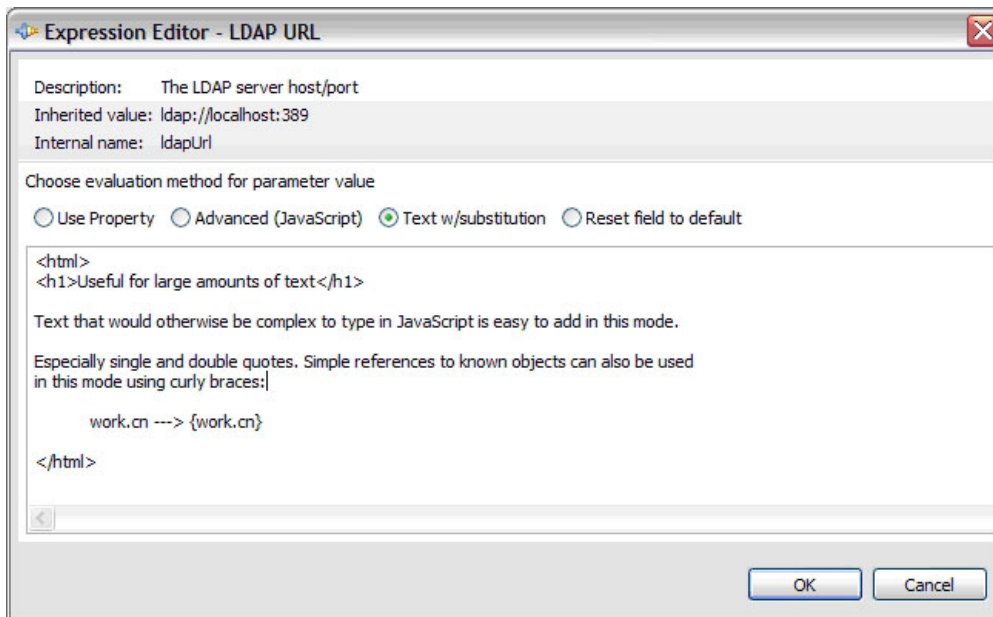 Expression Editor - LDAP URL
Description: The LDAP server host/port
Inherited value: ldap://localhost:389
Internal name: ldapUrl
Choose evaluation method for parameter value
Use Property Advanced (JavaScript) Text w/substitution Reset field to default
<html>
<h1>Useful for large amounts of text</h1>
Text that would otherwise be complex to type in JavaScript is easy to add in this mode.
Especially single and double quotes. Simple references to known objects can also be used
in this mode using curly braces:
work.cn ---> {work.cn}
</html>
OK Cancel